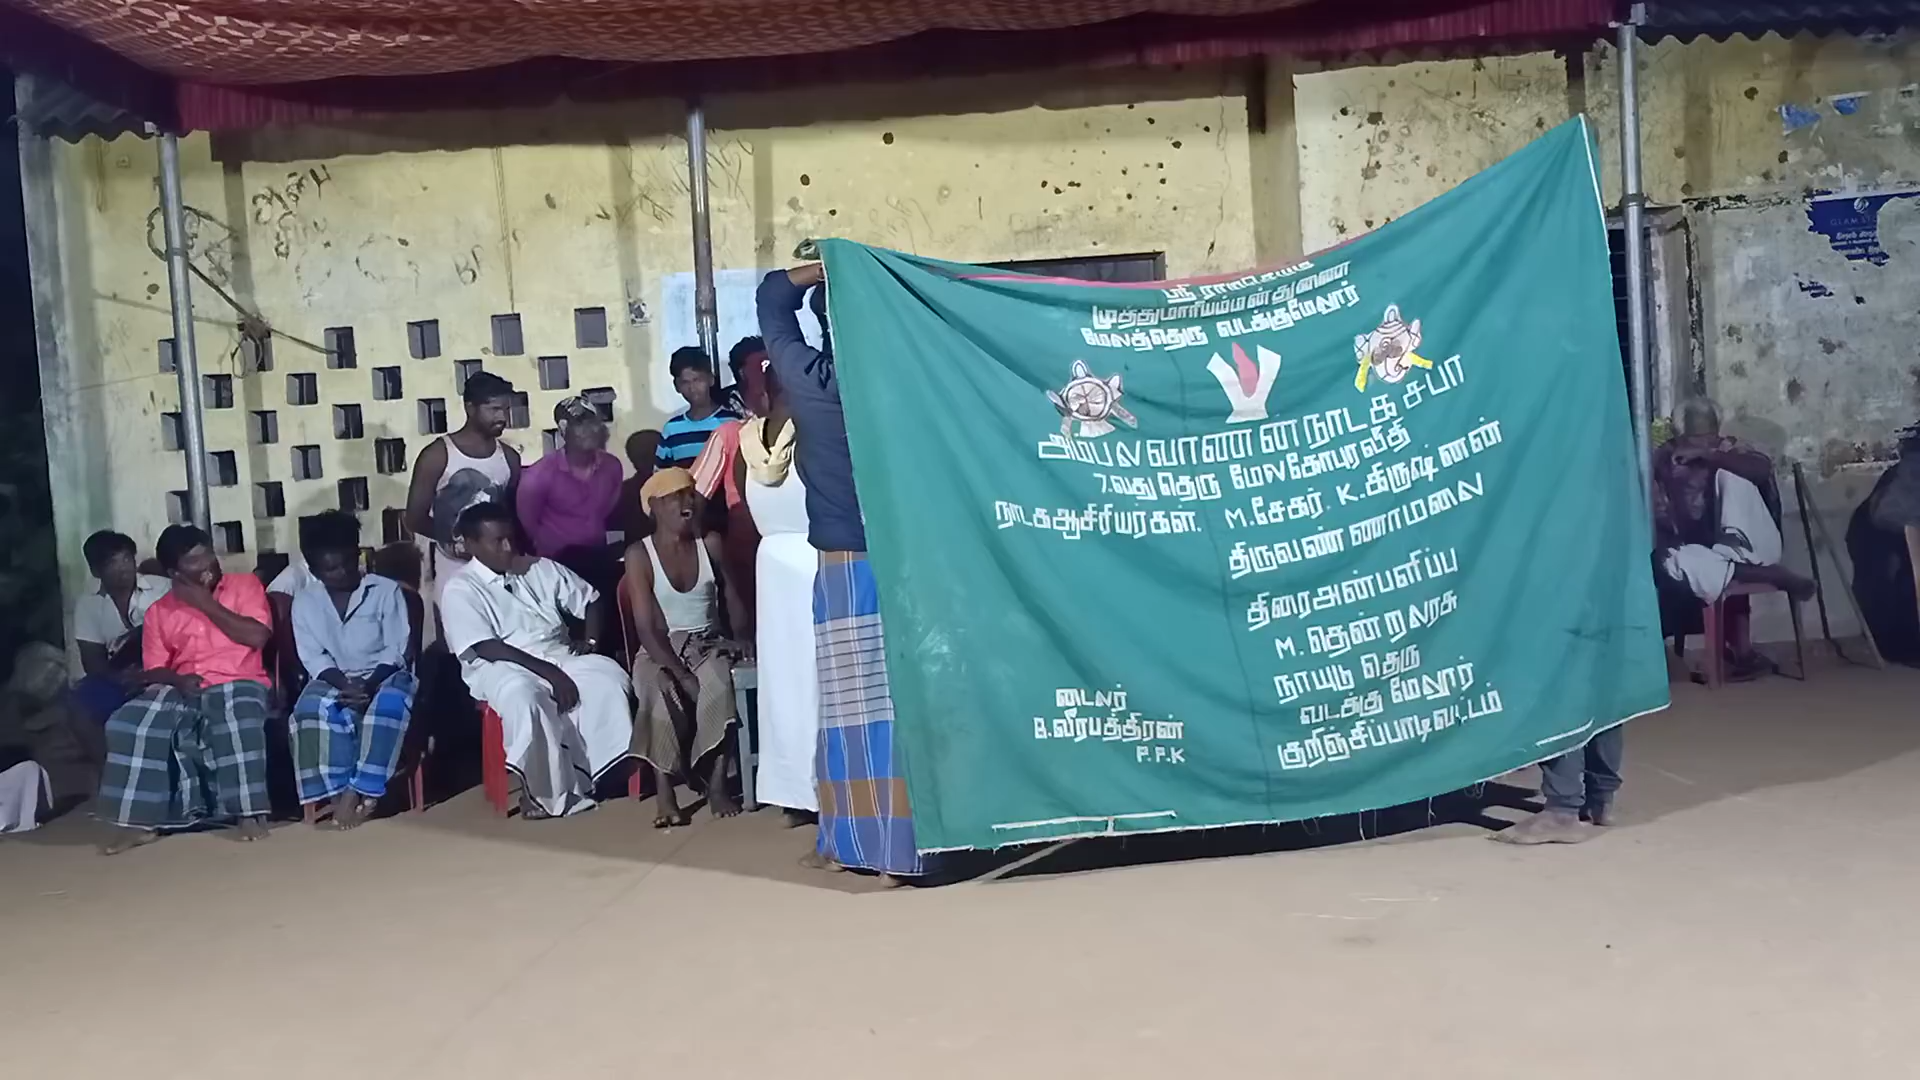 ஸ்ரீ
முத்துமாரியம்மன் துணை
மேலத்தெரு வடக்குமேலூர்
அம்பலவாணன் நாடக சபா
7.வது தெரு மேலகோபுரவீதி
நாடகஆசிரியர்கள். M.சேகர். K.கிருஷ்ணன்
திருவண்ணாமலை
திரைஅன்பளிப்பு
M. தென்றலரசு
நாயுடு தெரு
வடக்கு மேலூர்
குறிஞ்சிப்பாடிவட்டம்
டைலர்
G.வீரபத்திரன்
P.P.K